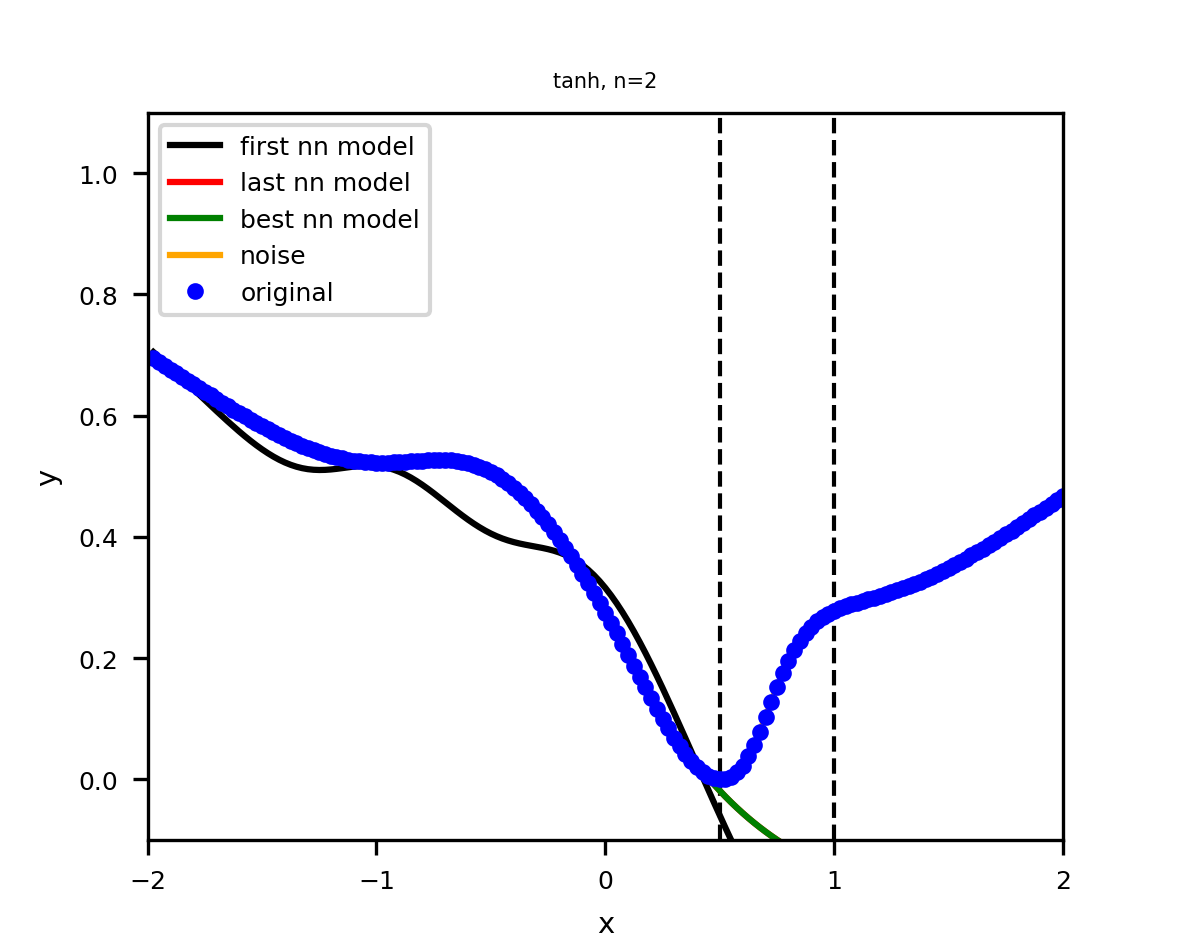 tanh, n=2
first nn model
last nn model
best nn model
noise
original
1.0
0.8
0.6
0.4
0.2
0.0
y
−2 −1 0 1 2
x